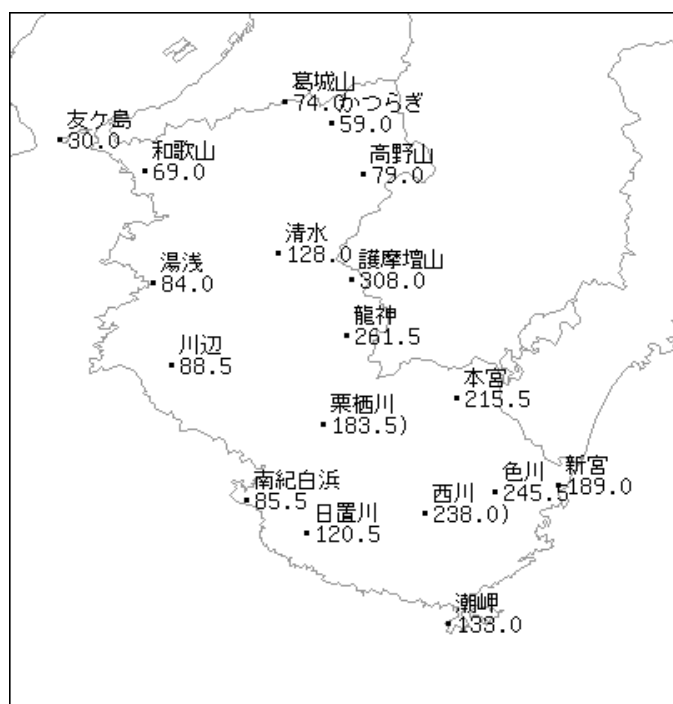 葛城山
74.0
かつらぎ
59.0
友ケ島
30.0
和歌山
69.0
高野山
79.0
清水
128.0
護摩壇山
308.0
湯浅
84.0
龍神
261.5
川辺
88.5
本宮
215.5
栗栖川
183.5)
新宮
189.0
色川
245.5
南紀白浜
85.5
西川
238.0)
日置川
120.5
潮岬
133.0